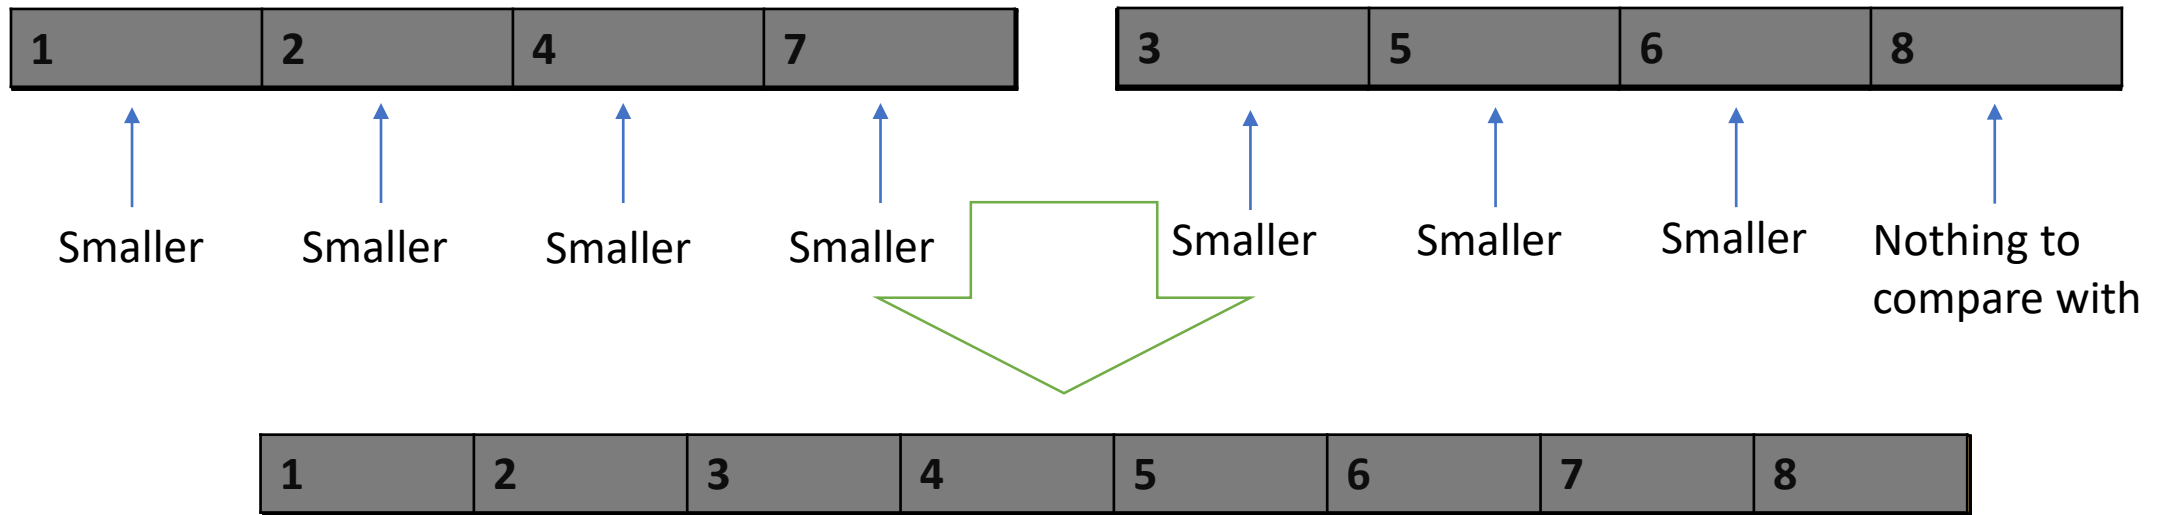 1 2 4 7 3 5 6 8
Smaller Smaller Smaller Smaller Smaller Smaller Smaller Nothing to
compare with
1 2 3 4 5 6 7 8